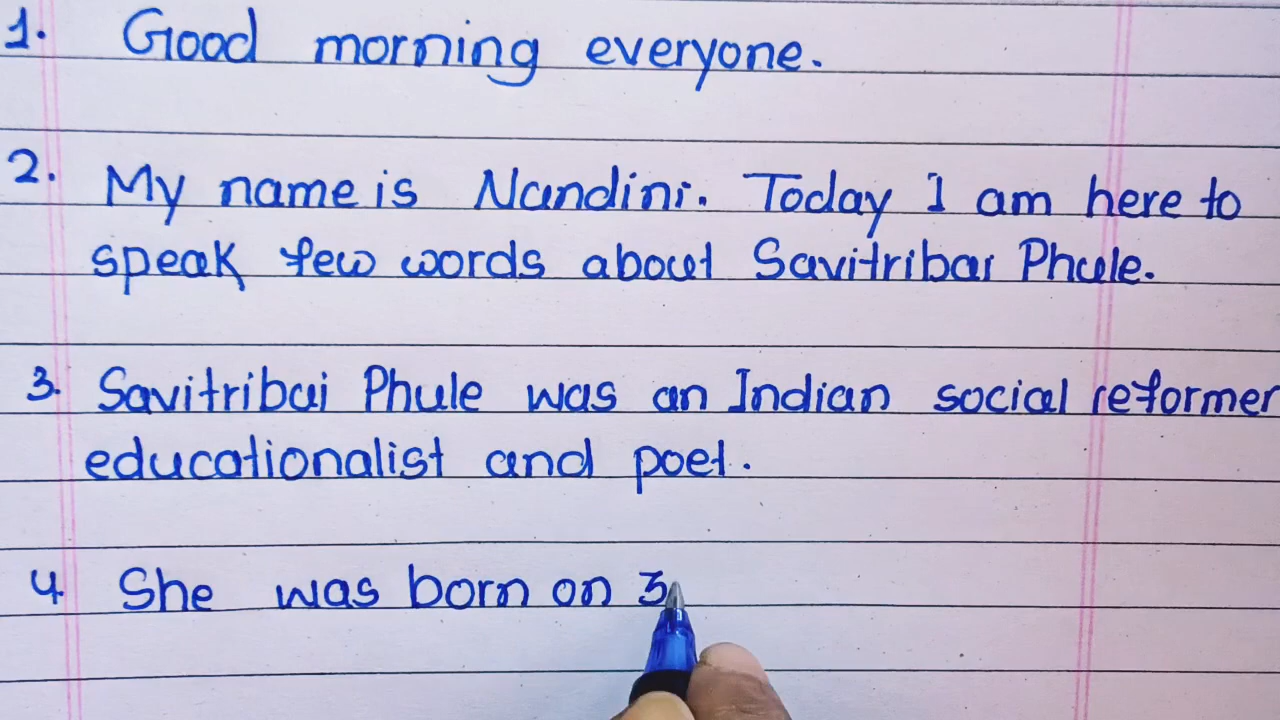 1. Good morning everyone.
2. My name is Nandini. Today I am here to
speak few words about Savitribai Phule.
3. Savitribai Phule was an Indian social reformer
educationalist and poet.
4 She was born on 3